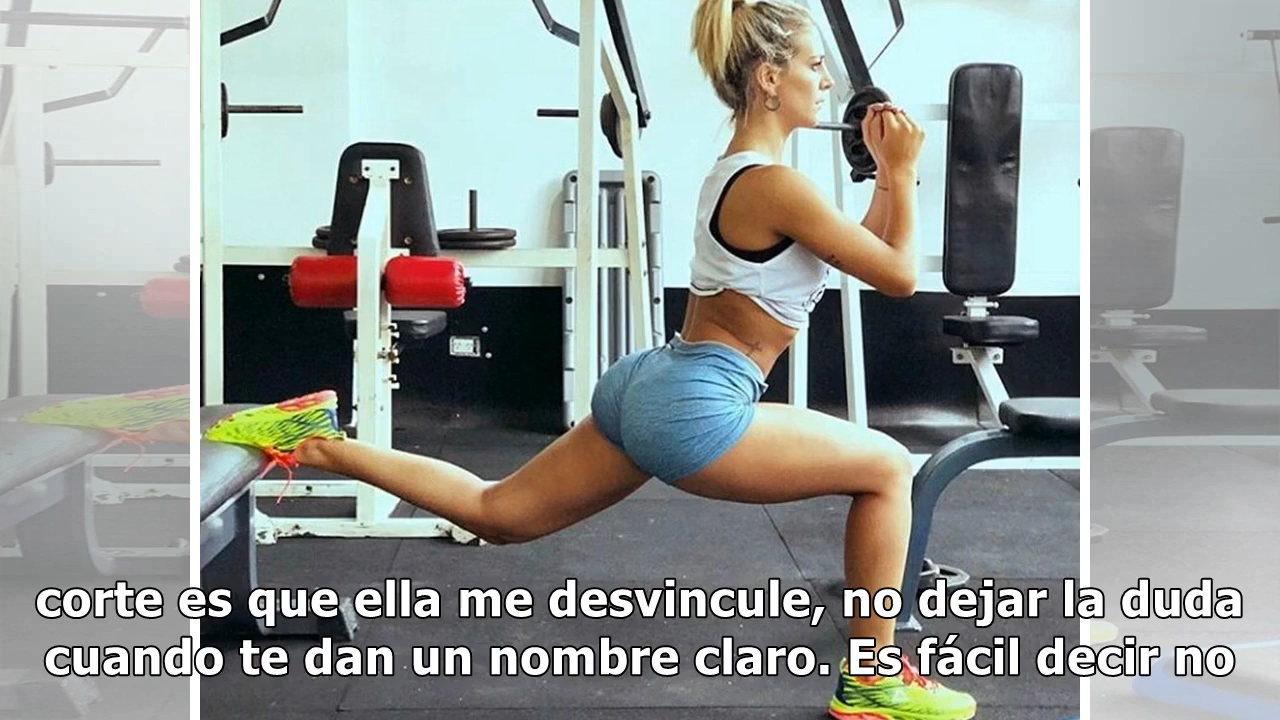 corte es que ella me desvincule, no dejar la duda
cuando te dan un nombre claro. Es fácil decir no